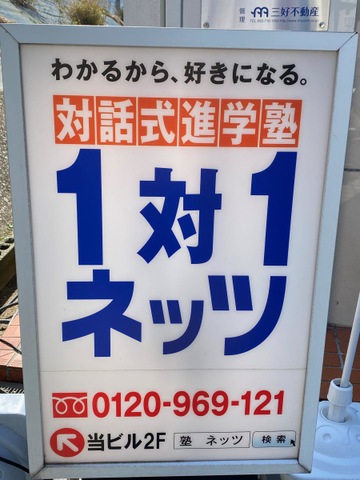 三好不動産
わかるから、好きになる。
対話式進学塾
1対1
ネッツ
0120-969-121
当ビル2F 塾 ネッツ 検索